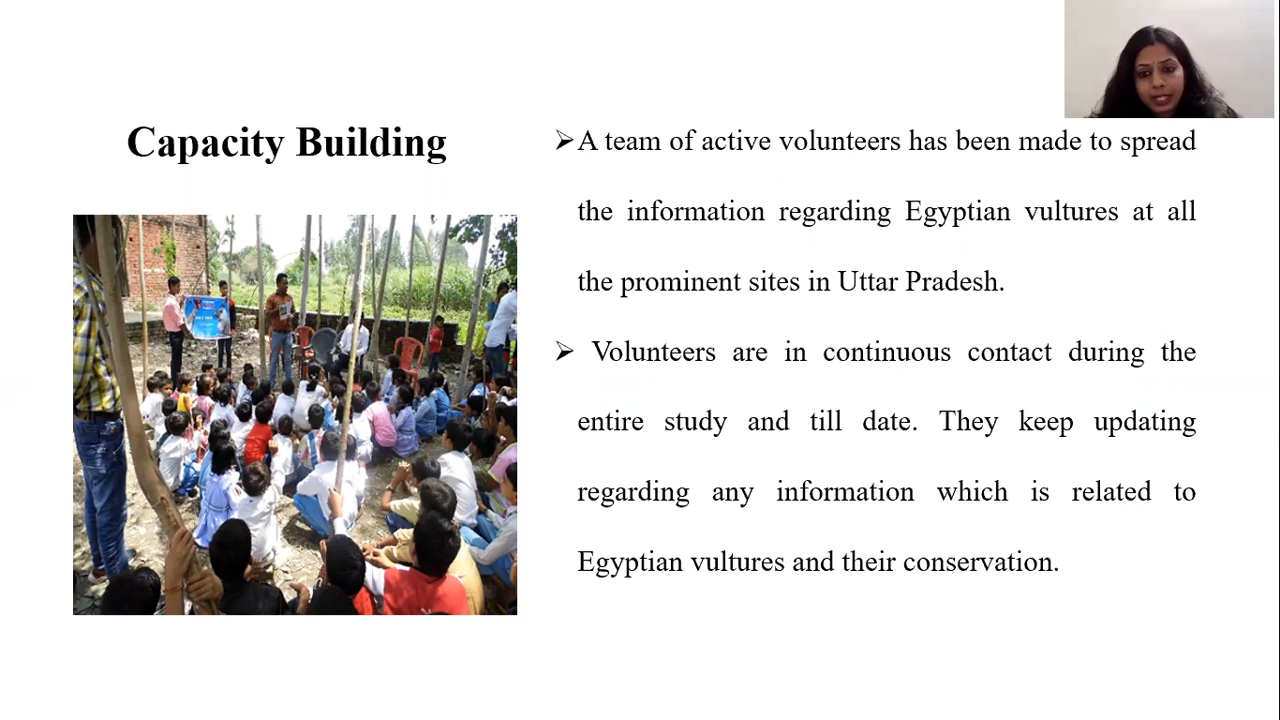 Capacity Building
➢A team of active volunteers has been made to spread
the information regarding Egyptian vultures at all
the prominent sites in Uttar Pradesh.
➢ Volunteers are in continuous contact during the
entire study and till date. They keep updating
regarding any information which is related to
Egyptian vultures and their conservation.